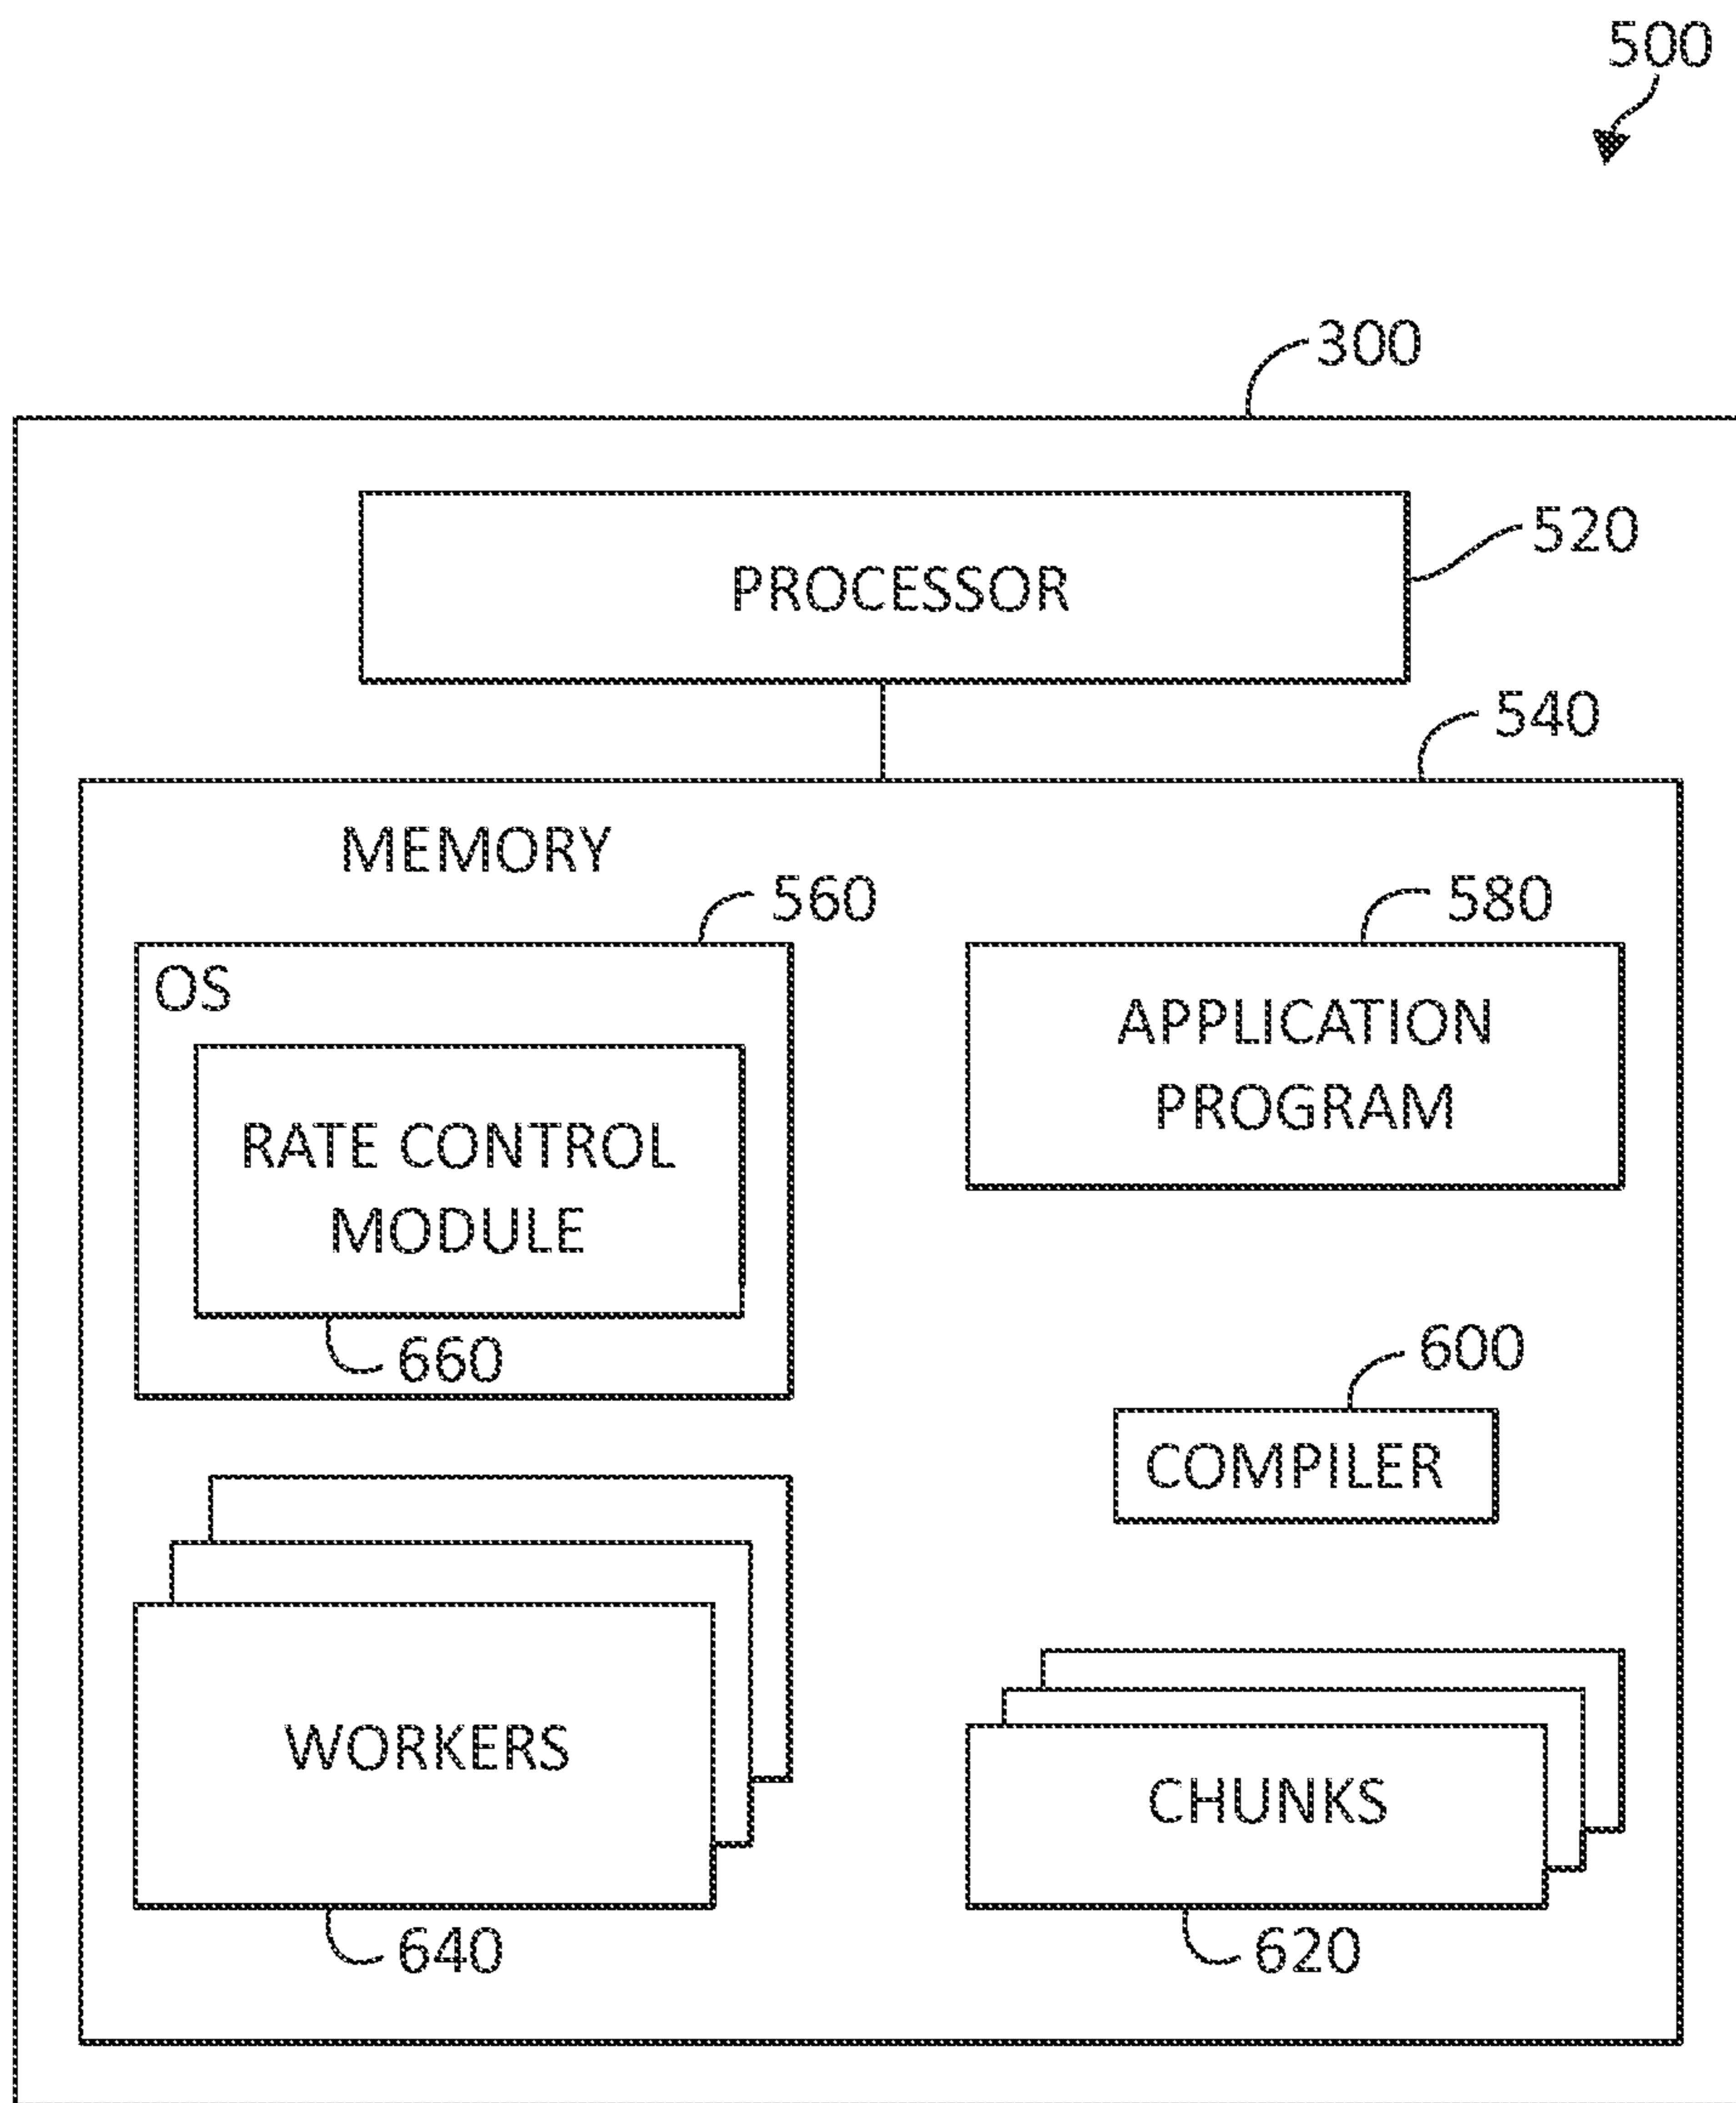 500
300
PROCESSOR
520
540
MEMORY
560
580
OS
APPLICATION
PROGRAM
RATE CONTROL
MODULE
660
600
COMPILER
WORKERS
CHUNKS
640
620